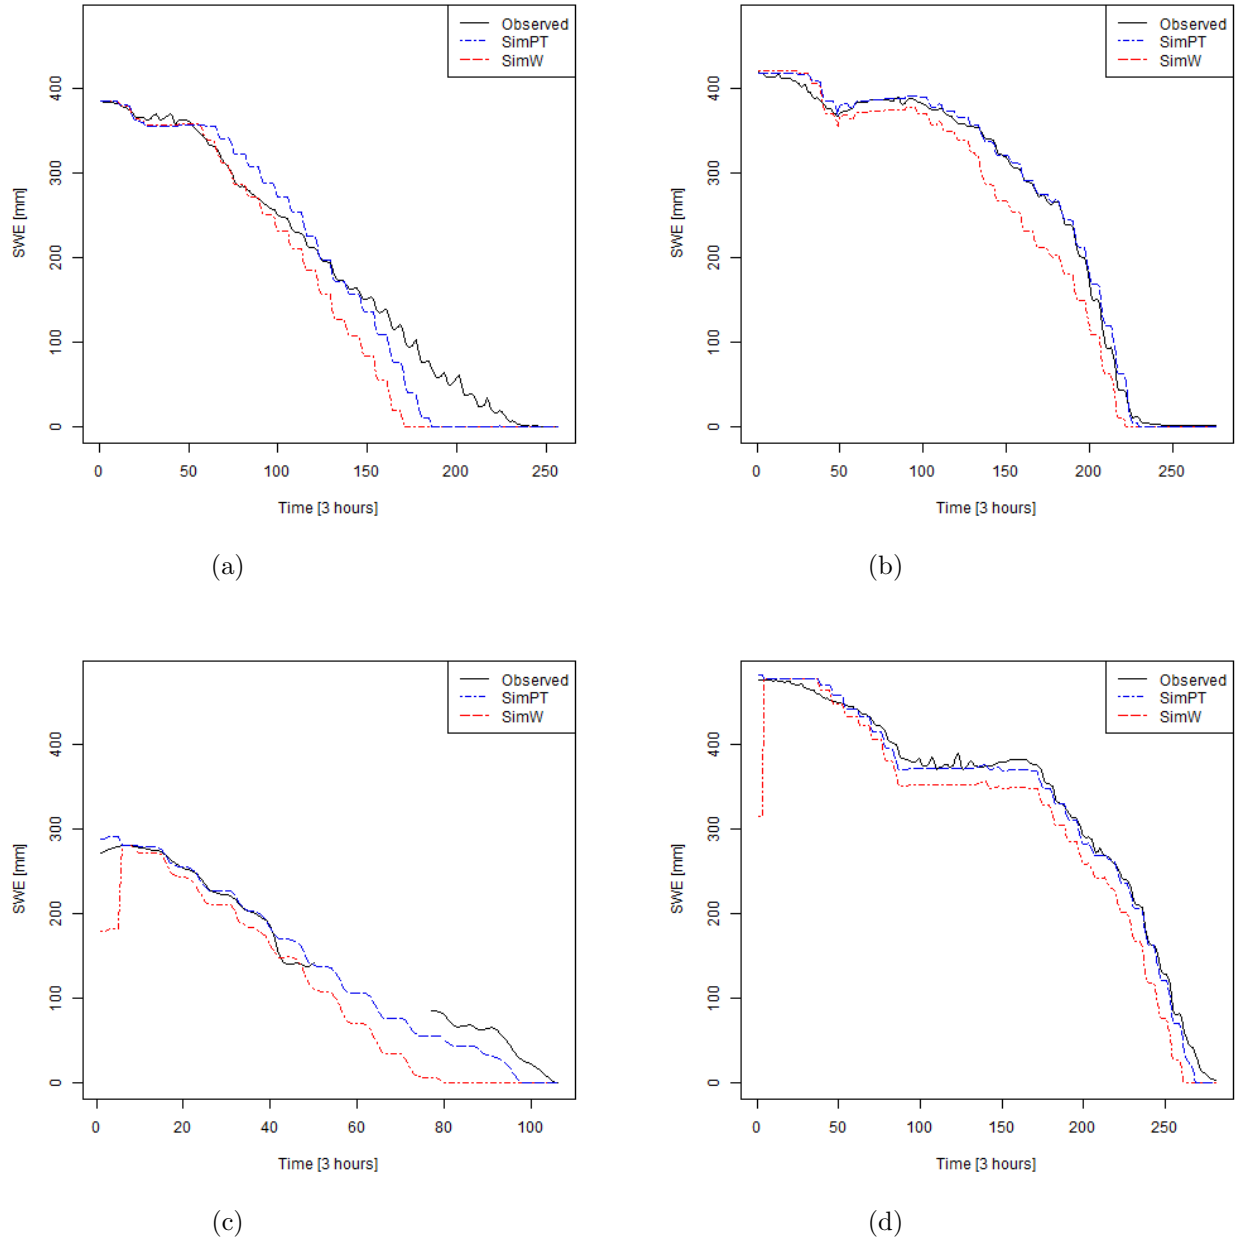 Observed
SimPT
SimW
SWE [mm]
400
300
200
100
0
0 50 100 150 200 250
Time [3 hours]
(a)
Observed
SimPT
SimW
SWE [mm]
400
300
200
100
0
0 50 100 150 200 250
Time [3 hours]
(b)
Observed
SimPT
SimW
SWE [mm]
400
300
200
100
0
0 20 40 60 80 100
Time [3 hours]
(c)
Observed
SimPT
SimW
SWE [mm]
400
300
200
100
0
0 50 100 150 200 250
Time [3 hours]
(d)